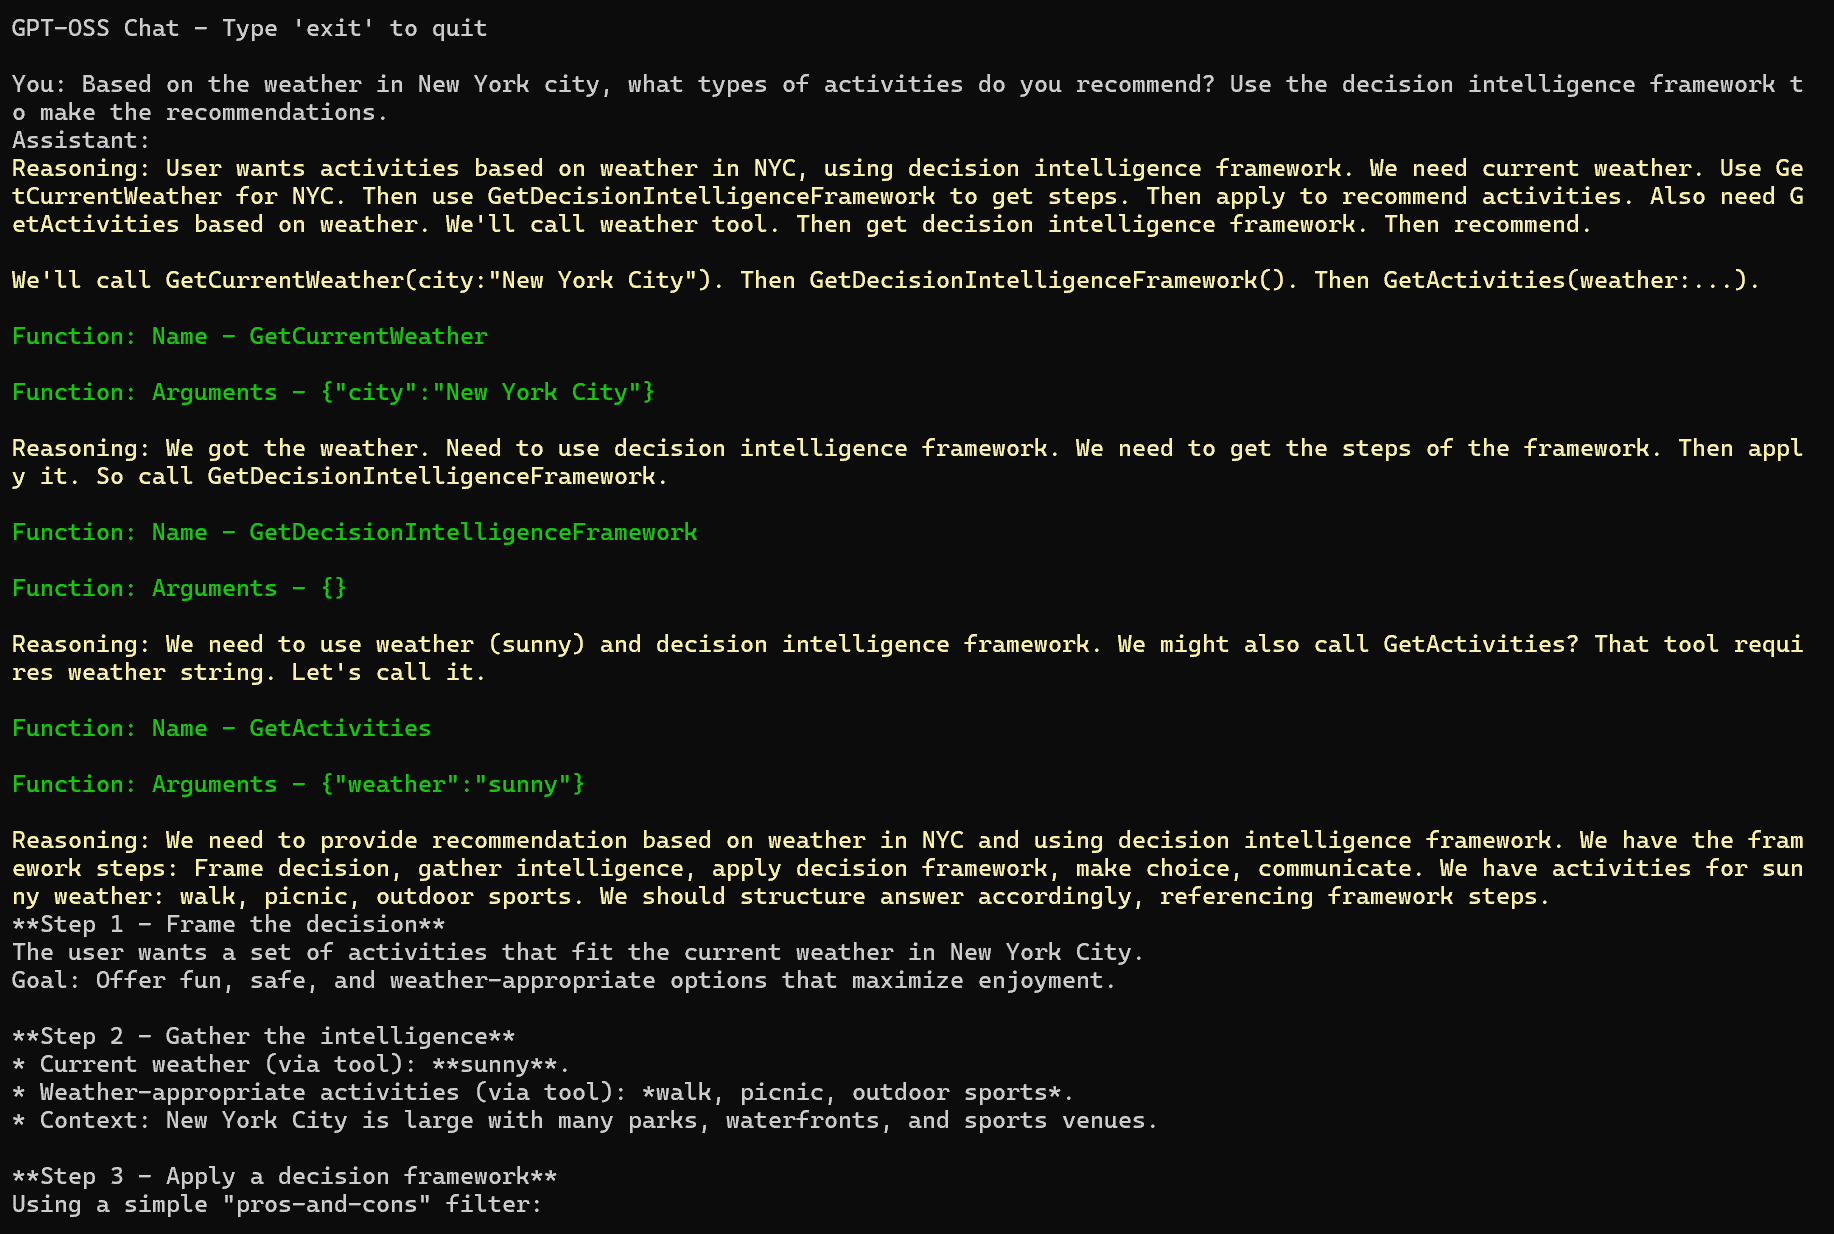 GPT-OSS Chat - Type 'exit' to quit
You: Based on the weather in New York city, what types of activities do you recommend? Use the decision intelligence framework t
o make the recommendations.
Assistant:
Reasoning: User wants activities based on weather in NYC, using decision intelligence framework. We need current weather. Use Ge
tCurrentWeather for NYC. Then use GetDecisionIntelligenceFramework to get steps. Then apply to recommend activities. Also need G
etActivities based on weather. We'll call weather tool. Then get decision intelligence framework. Then recommend.
We'll call GetCurrentWeather(city:"New York City"). Then GetDecisionIntelligenceFramework(). Then GetActivities(weather:...).
Function: Name - GetCurrentWeather
Function: Arguments - {"city":"New York City"}
Reasoning: We got the weather. Need to use decision intelligence framework. We need to get the steps of the framework. Then appl
y it. So call GetDecisionIntelligenceFramework.
Function: Name - GetDecisionIntelligenceFramework
Function: Arguments - {}
Reasoning: We need to use weather (sunny) and decision intelligence framework. We might also call GetActivities? That tool requi
res weather string. Let's call it.
Function: Name - GetActivities
Function: Arguments - {"weather":"sunny"}
Reasoning: We need to provide recommendation based on weather in NYC and using decision intelligence framework. We have the fram
ework steps: Frame decision, gather intelligence, apply decision framework, make choice, communicate. We have activities for sun
ny weather: walk, picnic, outdoor sports. We should structure answer accordingly, referencing framework steps.
**Step 1 - Frame the decision**
The user wants a set of activities that fit the current weather in New York City.
Goal: Offer fun, safe, and weather-appropriate options that maximize enjoyment.
**Step 2 - Gather the intelligence**
* Current weather (via tool): **sunny**.
* Weather-appropriate activities (via tool): *walk, picnic, outdoor sports*.
* Context: New York City is large with many parks, waterfronts, and sports venues.
**Step 3 - Apply a decision framework**
Using a simple "pros-and-cons" filter: